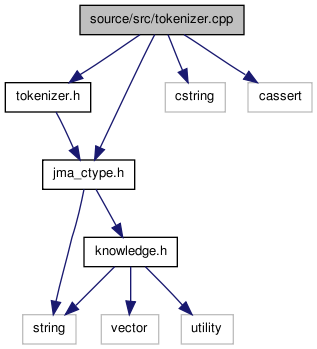 source/src/tokenizer.cpp
tokenizer.h
cstring
cassert
jma_ctype.h
knowledge.h
string
vector
utility